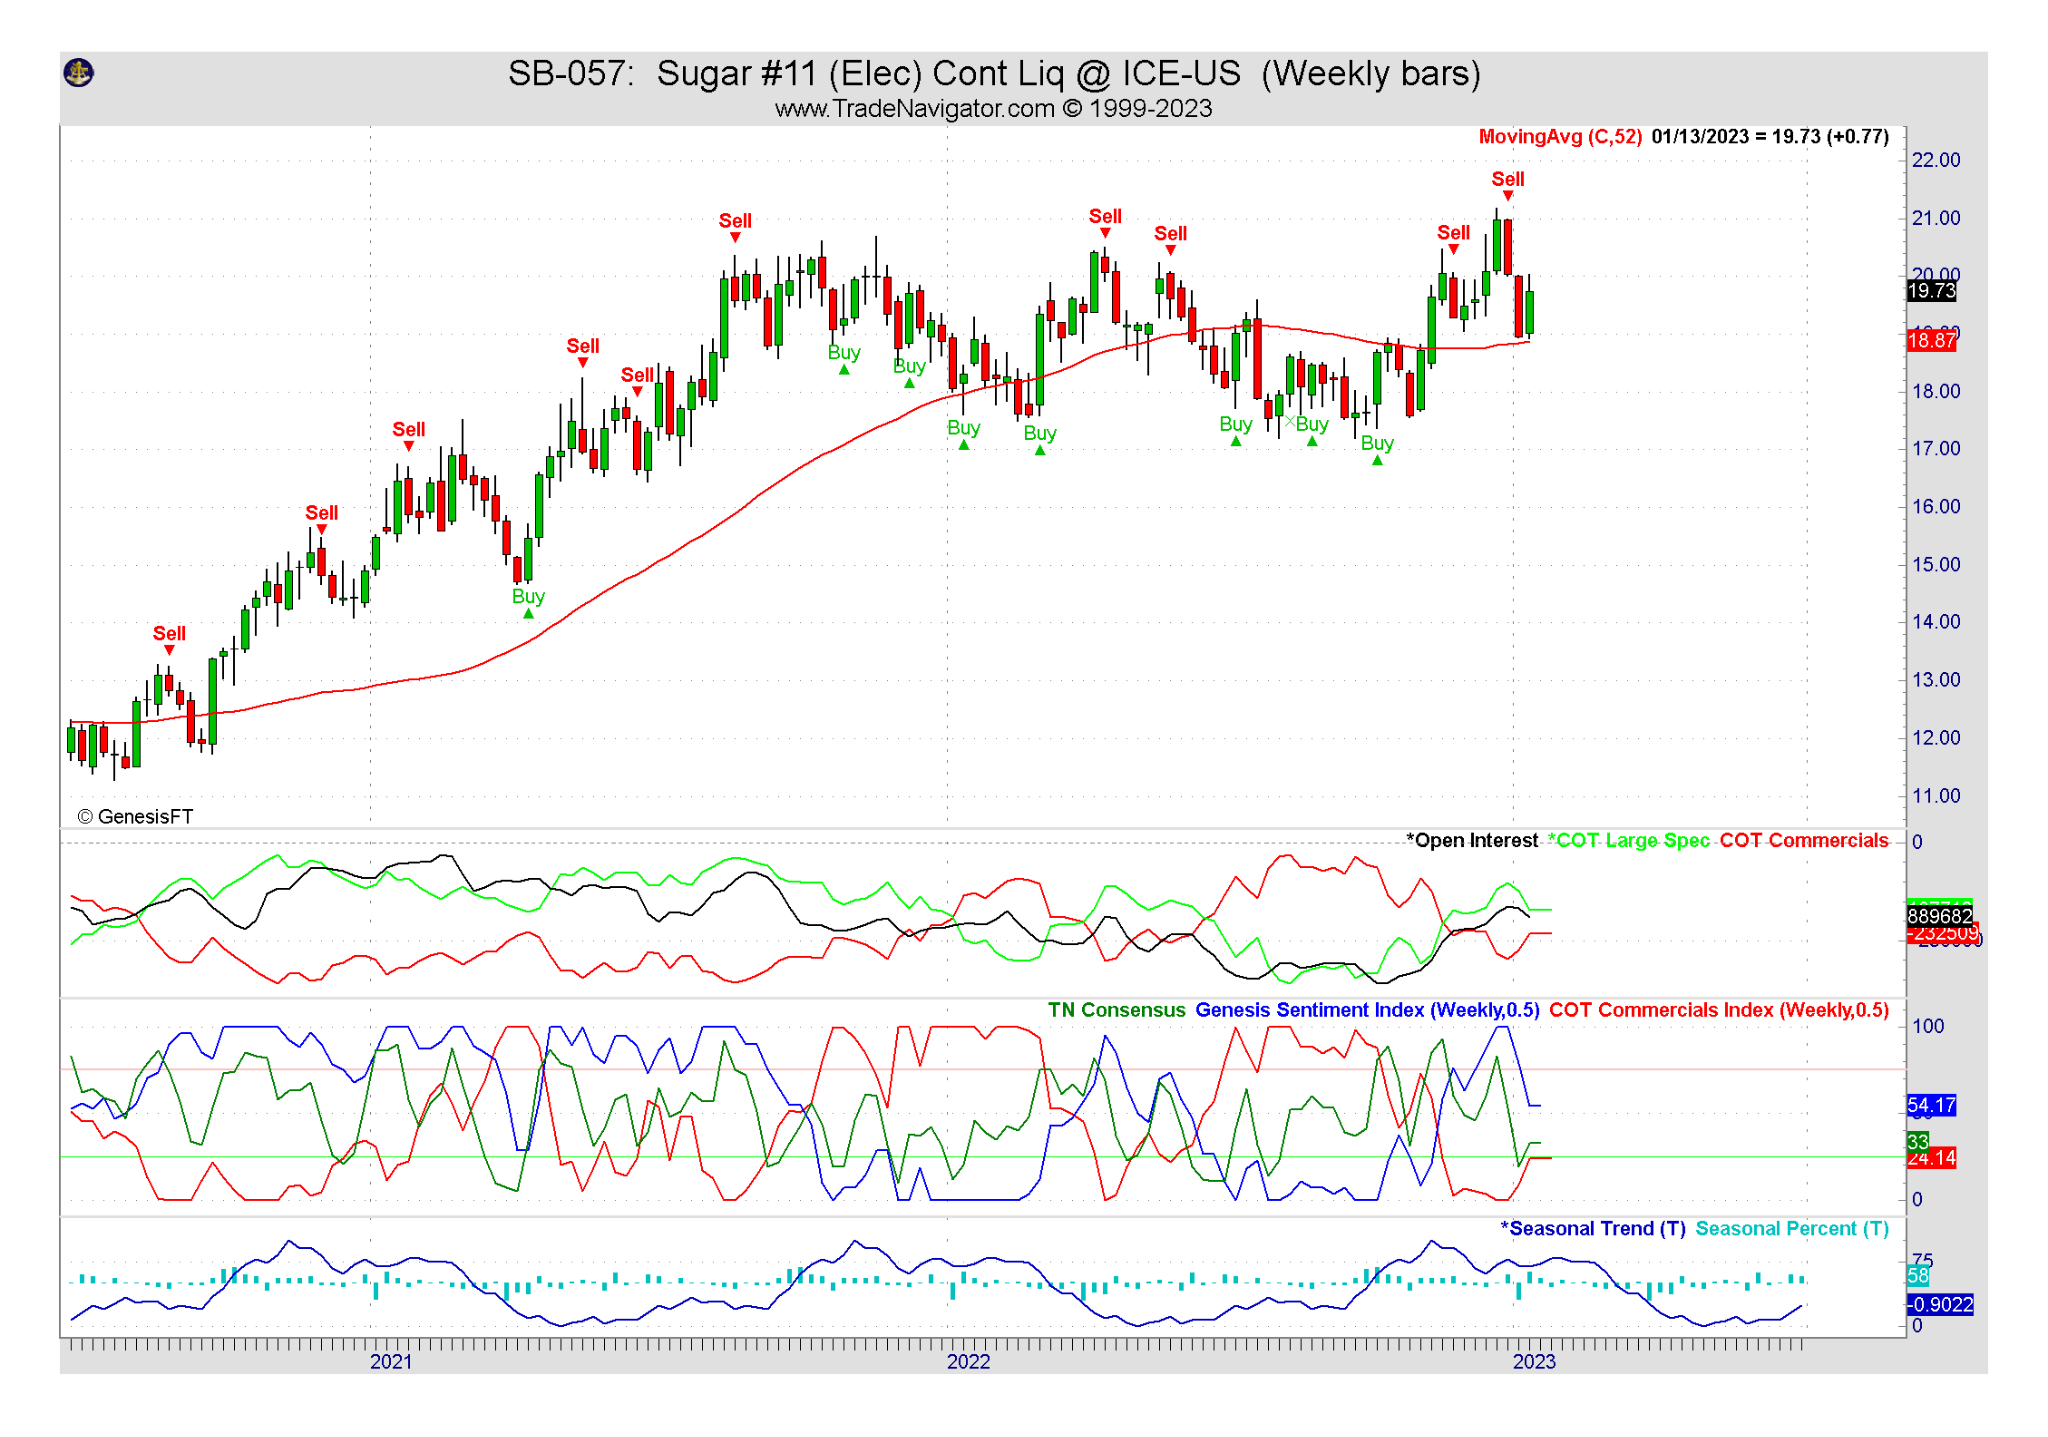 SB-057: Sugar #11 (Elec) Cont Liq @ ICE-US (Weekly bars)
www.TradeNavigator.com © 1999-2023
MovingAvg (C,52) 01/13/2023 = 19.73 (+0.77)
22.00
Sell
21.00
Sell
Sell
Sell
Sell
20.00
19.73
18.87
Sell
Buy
Buy
Sell
18.00
Sell
Buy
Buy
Buy
Buy
Buy
17.00
Sell
16.00
15.00
Buy
14.00
Sell
13.00
12.00
11.00
© GenesisFT
*Open Interest *COT Large Spec COT Commercials
0
889682
-232509
TN Consensus Genesis Sentiment Index (Weekly,0.5) COT Commercials Index (Weekly,0.5)
100
54.17
33
24.14
0
*Seasonal Trend (T) Seasonal Percent (T)
75
58
-0.9022
0
2021 2022 2023